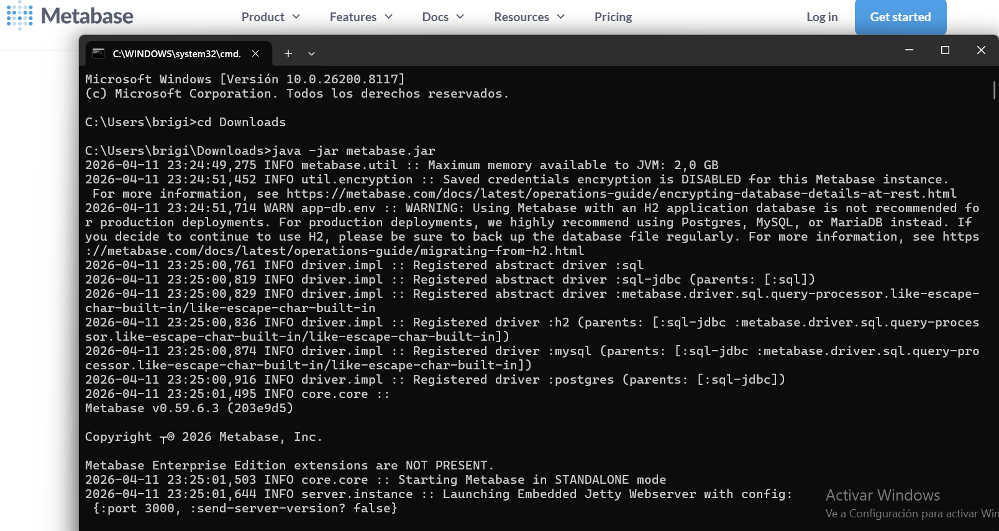 Metabase Product Features Docs Resources Pricing Log in Get started
C:\WINDOWS\system32\cmd.
Microsoft Windows [Versión 10.0.26200.8117]
(c) Microsoft Corporation. Todos los derechos reservados.
C:\Users\brigi>cd Downloads
C:\Users\brigi\Downloads>java -jar metabase.jar
2026-04-11 23:24:49,275 INFO metabase.util :: Maximum memory available to JVM: 2,0 GB
2026-04-11 23:24:51,452 INFO util.encryption :: Saved credentials encryption is DISABLED for this Metabase instance.
For more information, see https://metabase.com/docs/latest/operations-guide/encrypting-database-details-at-rest.html
2026-04-11 23:24:51,714 WARN app-db.env :: WARNING: Using Metabase with an H2 application database is not recommended fo
r production deployments. For production deployments, we highly recommend using Postgres, MySQL, or MariaDB instead. If
you decide to continue to use H2, please be sure to back up the database file regularly. For more information, see https
://metabase.com/docs/latest/operations-guide/migrating-from-h2.html
2026-04-11 23:25:00,761 INFO driver.impl :: Registered abstract driver :sql
2026-04-11 23:25:00,819 INFO driver.impl :: Registered abstract driver :sql-jdbc (parents: [:sql])
2026-04-11 23:25:00,829 INFO driver.impl :: Registered abstract driver :metabase.driver.sql.query-processor.like-escape-
char-built-in/like-escape-char-built-in
2026-04-11 23:25:00,836 INFO driver.impl :: Registered driver :h2 (parents: [:sql-jdbc :metabase.driver.sql.query-proces
sor.like-escape-char-built-in/like-escape-char-built-in])
2026-04-11 23:25:00,874 INFO driver.impl :: Registered driver :mysql (parents: [:sql-jdbc :metabase.driver.sql.query-pro
cessor.like-escape-char-built-in/like-escape-char-built-in])
2026-04-11 23:25:00,916 INFO driver.impl :: Registered driver :postgres (parents: [:sql-jdbc])
2026-04-11 23:25:01,495 INFO core.core ::
Metabase v0.59.6.3 (203e9d5)
Copyright ┬® 2026 Metabase, Inc.
Metabase Enterprise Edition extensions are NOT PRESENT.
2026-04-11 23:25:01,503 INFO core.core :: Starting Metabase in STANDALONE mode
2026-04-11 23:25:01,644 INFO server.instance :: Launching Embedded Jetty Webserver with config:
{:port 3000, :send-server-version? false}
Activar Windows
Ve a Configuración para activar Win